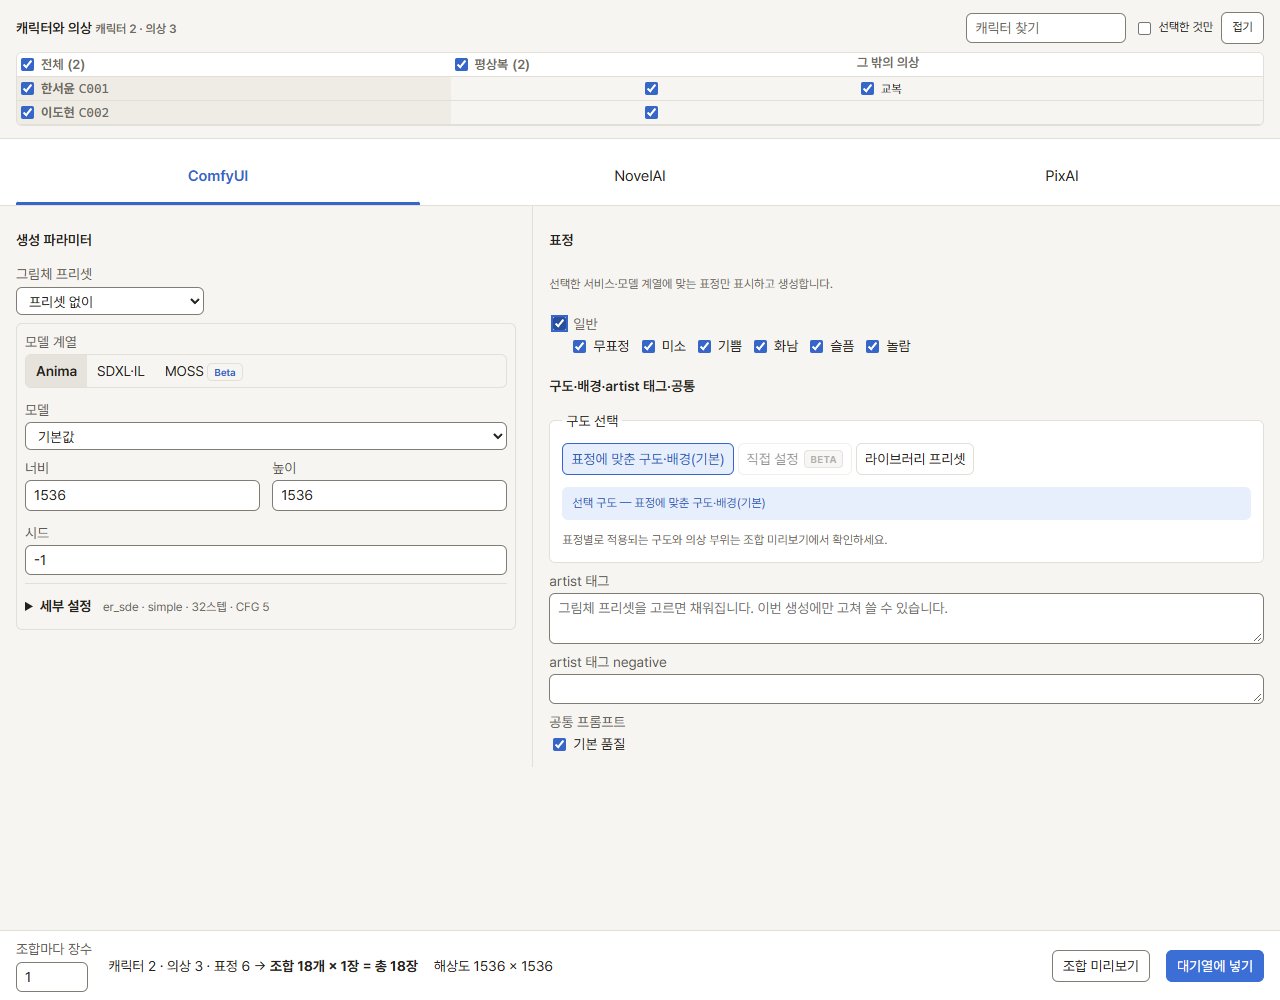 캐릭터와 의상 캐릭터 2 · 의상 3
캐릭터 찾기
선택한 것만
접기
전체 (2)
평상복 (2)
그 밖의 의상
한서윤 C001
교복
이도현 C002
ComfyUI
NovelAI
PixAI
생성 파라미터
그림체 프리셋
프리셋 없이
모델 계열
Anima
SDXL·IL
MOSS Beta
모델
기본값
너비
높이
1536
1536
시드
-1
▶ 세부 설정 er_sde · simple · 32스텝 · CFG 5
표정
선택한 서비스·모델 계열에 맞는 표정만 표시하고 생성합니다.
일반
무표정 미소 기쁨 화남 슬픔 놀람
구도·배경·artist 태그·공통
구도 선택
표정에 맞춘 구도·배경(기본)
직접 설정 BETA
라이브러리 프리셋
선택 구도 — 표정에 맞춘 구도·배경(기본)
표정별로 적용되는 구도와 의상 부위는 조합 미리보기에서 확인하세요.
artist 태그
그림체 프리셋을 고르면 채워집니다. 이번 생성에만 고쳐 쓸 수 있습니다.
artist 태그 negative
공통 프롬프트
기본 품질
조합마다 장수
1
캐릭터 2 · 의상 3 · 표정 6 → 조합 18개 × 1장 = 총 18장
해상도 1536 × 1536
조합 미리보기
대기열에 넣기